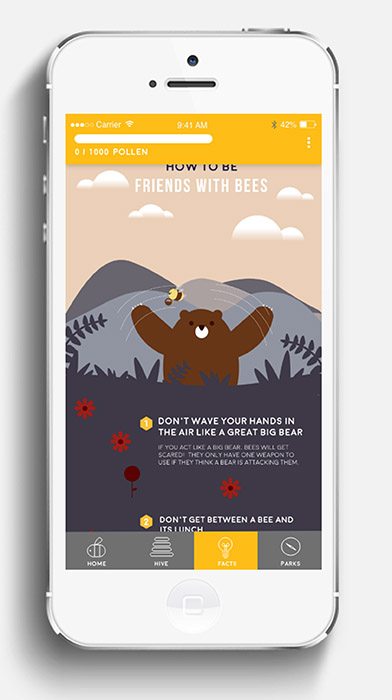 Carrier 9:41 AM 42%
0 / 1000 POLLEN
HOW TO BE
FRIENDS WITH BEES
1 DON'T WAVE YOUR HANDS IN
THE AIR LIKE A GREAT BIG BEAR
IF YOU ACT LIKE A BIG BEAR, BEES WILL GET
SCARED! THEY ONLY HAVE ONE WEAPON TO
USE IF THEY THINK A BEAR IS ATTACKING THEM.
2 DON'T GET BETWEEN A BEE AND
ITS LUNCH
HOME HIVE FACTS PARKS